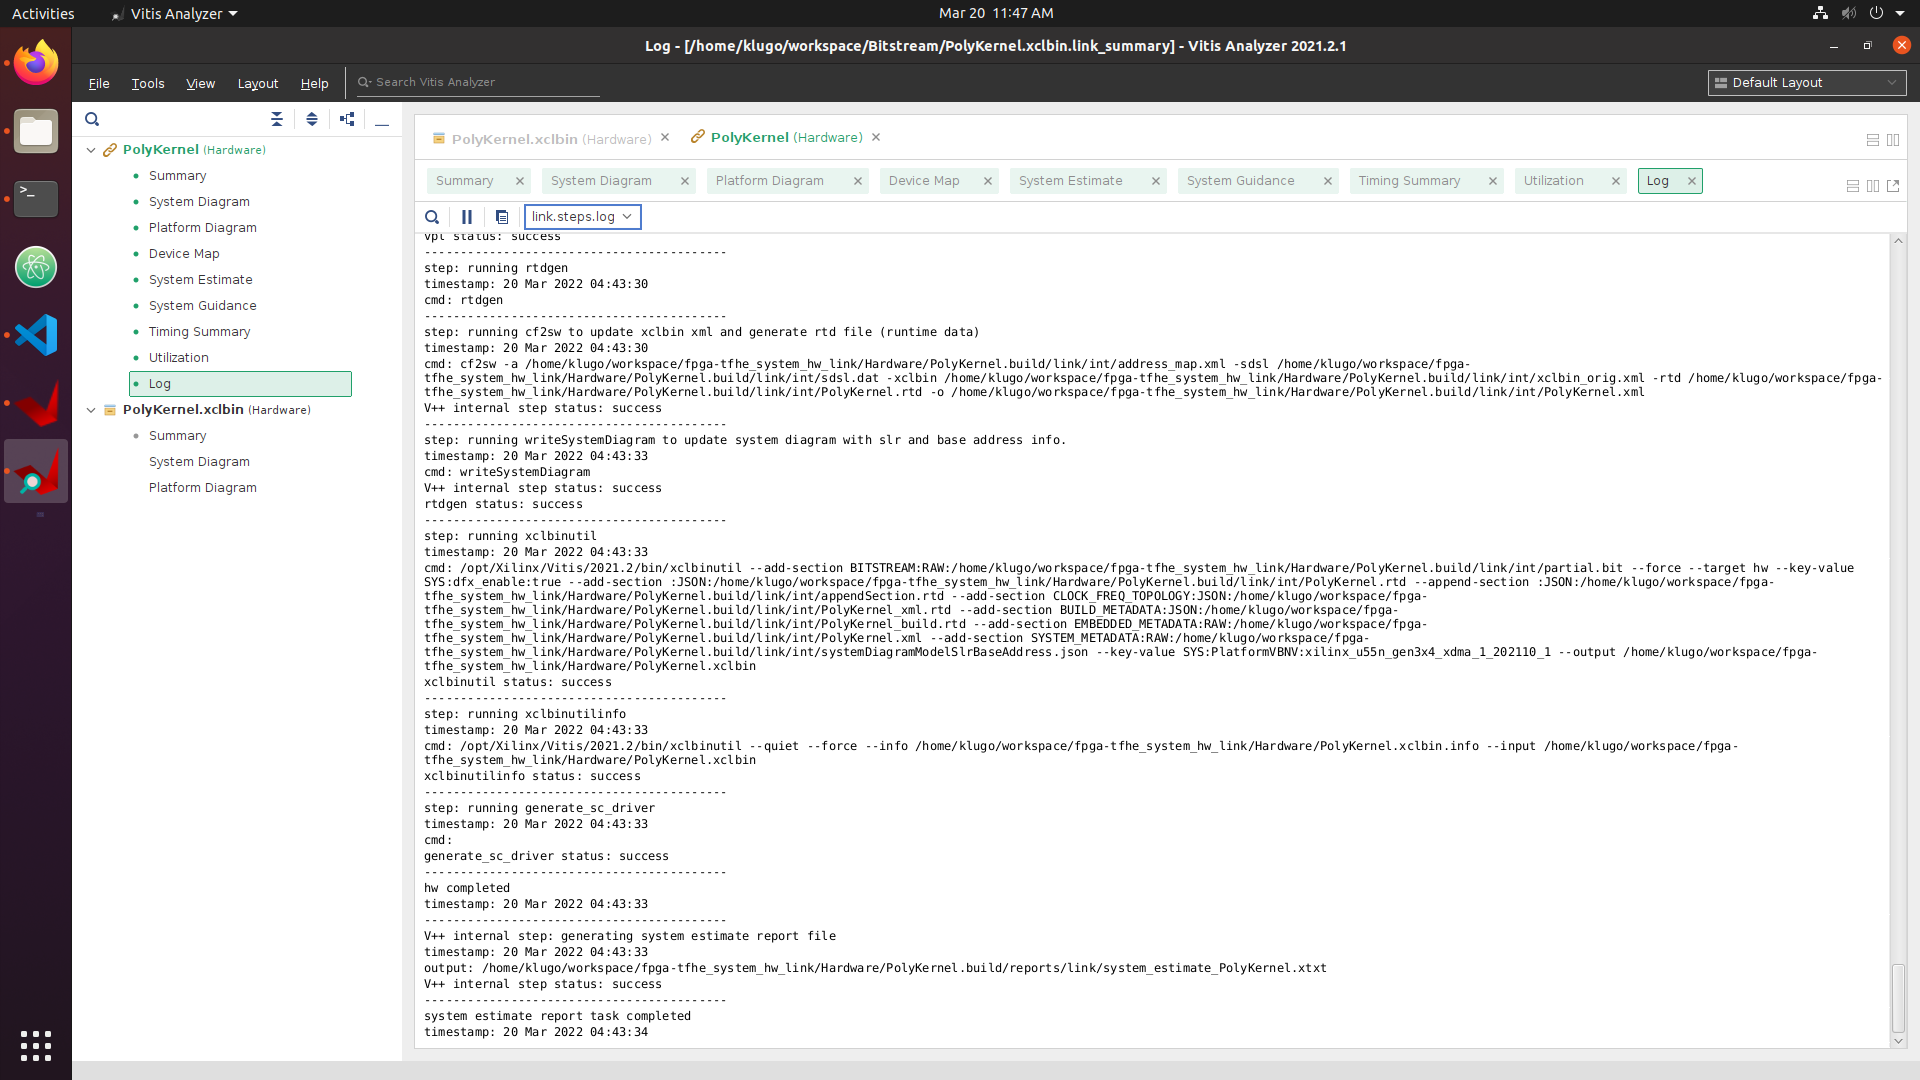 Activities
Vitis Analyzer
Mar 20  11:47 AM
Log - [/home/klugo/workspace/Bitstream/PolyKernel.xclbin.link_summary] - Vitis Analyzer 2021.2.1
File Tools View Layout Help
Search Vitis Analyzer
Default Layout
PolyKernel (Hardware)
Summary
System Diagram
Platform Diagram
Device Map
System Estimate
System Guidance
Timing Summary
Utilization
Log
PolyKernel.xclbin (Hardware)
Summary
System Diagram
Platform Diagram
PolyKernel.xclbin (Hardware) PolyKernel (Hardware)
Summary System Diagram Platform Diagram Device Map System Estimate System Guidance Timing Summary Utilization Log
link.steps.log
vpl status: success
------------------------------------------
step: running rtdgen
timestamp: 20 Mar 2022 04:43:30
cmd: rtdgen
------------------------------------------
step: running cf2sw to update xclbin xml and generate rtd file (runtime data)
timestamp: 20 Mar 2022 04:43:30
cmd: cf2sw -a /home/klugo/workspace/fpga-tfhe_system_hw_link/Hardware/PolyKernel.build/link/int/address_map.xml -sdsl /home/klugo/workspace/fpga-
tfhe_system_hw_link/Hardware/PolyKernel.build/link/int/sdsl.dat -xclbin /home/klugo/workspace/fpga-tfhe_system_hw_link/Hardware/PolyKernel.build/link/int/xclbin_orig.xml -rtd /home/klugo/workspace/fpga-
tfhe_system_hw_link/Hardware/PolyKernel.build/link/int/PolyKernel.rtd -o /home/klugo/workspace/fpga-tfhe_system_hw_link/Hardware/PolyKernel.build/link/int/PolyKernel.xml
V++ internal step status: success
------------------------------------------
step: running writeSystemDiagram to update system diagram with slr and base address info.
timestamp: 20 Mar 2022 04:43:33
cmd: writeSystemDiagram
V++ internal step status: success
rtdgen status: success
------------------------------------------
step: running xclbinutil
timestamp: 20 Mar 2022 04:43:33
cmd: /opt/Xilinx/Vitis/2021.2/bin/xclbinutil --add-section BITSTREAM:RAW:/home/klugo/workspace/fpga-tfhe_system_hw_link/Hardware/PolyKernel.build/link/int/partial.bit --force --target hw --key-value
SYS:dfx_enable:true --add-section :JSON:/home/klugo/workspace/fpga-tfhe_system_hw_link/Hardware/PolyKernel.build/link/int/PolyKernel.rtd --append-section :JSON:/home/klugo/workspace/fpga-
tfhe_system_hw_link/Hardware/PolyKernel.build/link/int/appendSection.rtd --add-section CLOCK_FREQ_TOPOLOGY:JSON:/home/klugo/workspace/fpga-
tfhe_system_hw_link/Hardware/PolyKernel.build/link/int/PolyKernel_xml.rtd --add-section BUILD_METADATA:JSON:/home/klugo/workspace/fpga-
tfhe_system_hw_link/Hardware/PolyKernel.build/link/int/PolyKernel_build.rtd --add-section EMBEDDED_METADATA:RAW:/home/klugo/workspace/fpga-
tfhe_system_hw_link/Hardware/PolyKernel.build/link/int/PolyKernel.xml --add-section SYSTEM_METADATA:RAW:/home/klugo/workspace/fpga-
tfhe_system_hw_link/Hardware/PolyKernel.build/link/int/systemDiagramModelSlrBaseAddress.json --key-value SYS:PlatformVBNV:xilinx_u55n_gen3x4_xdma_1_202110_1 --output /home/klugo/workspace/fpga-
tfhe_system_hw_link/Hardware/PolyKernel.xclbin
xclbinutil status: success
------------------------------------------
step: running xclbinutilinfo
timestamp: 20 Mar 2022 04:43:33
cmd: /opt/Xilinx/Vitis/2021.2/bin/xclbinutil --quiet --force --info /home/klugo/workspace/fpga-tfhe_system_hw_link/Hardware/PolyKernel.xclbin.info --input /home/klugo/workspace/fpga-
tfhe_system_hw_link/Hardware/PolyKernel.xclbin
xclbinutilinfo status: success
------------------------------------------
step: running generate_sc_driver
timestamp: 20 Mar 2022 04:43:33
cmd:
generate_sc_driver status: success
------------------------------------------
hw completed
timestamp: 20 Mar 2022 04:43:33
------------------------------------------
V++ internal step: generating system estimate report file
timestamp: 20 Mar 2022 04:43:33
output: /home/klugo/workspace/fpga-tfhe_system_hw_link/Hardware/PolyKernel.build/reports/link/system_estimate_PolyKernel.xtxt
V++ internal step status: success
------------------------------------------
system estimate report task completed
timestamp: 20 Mar 2022 04:43:34